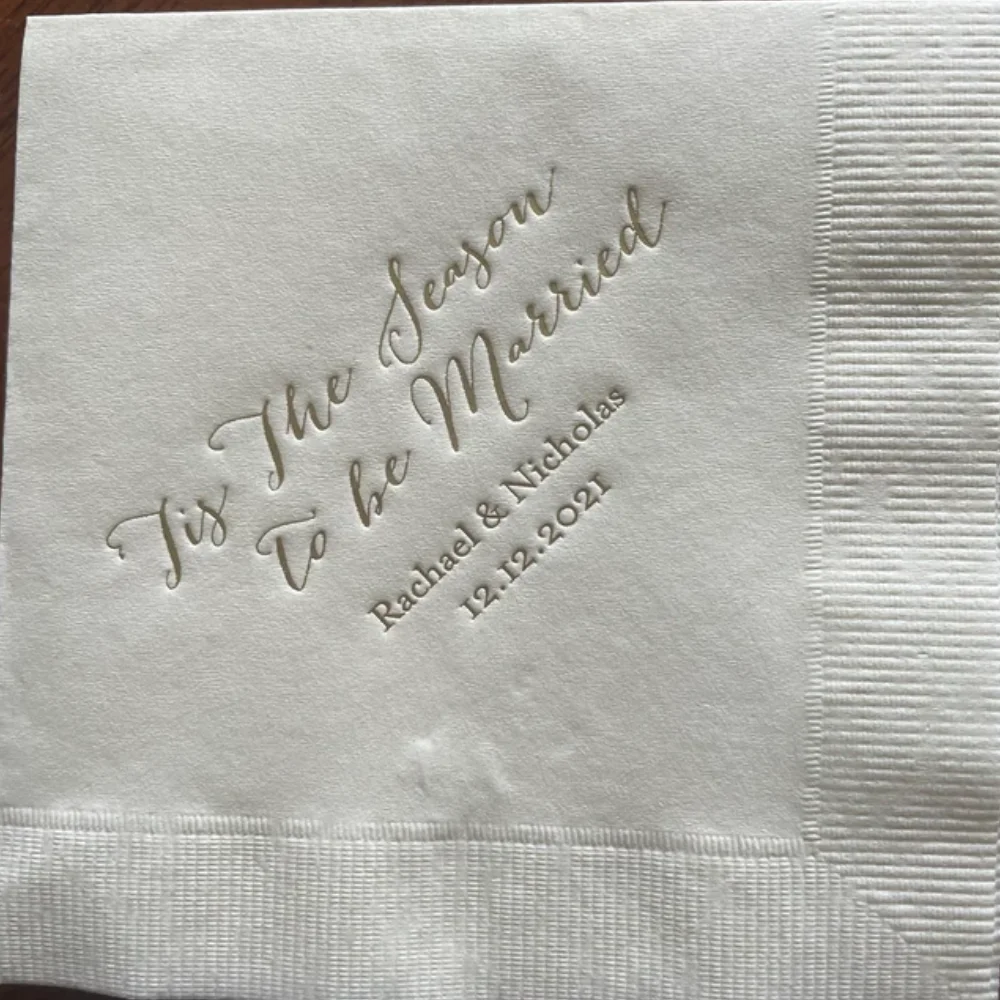 'Tis The Season
To be Married
Rachael & Nicholas
12.12.2021